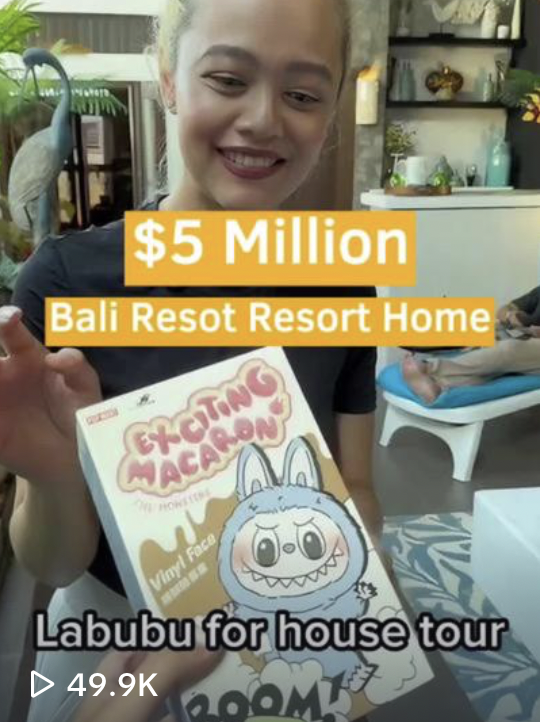 $5 Million
Bali Resot Resort Home
POP MART
EXCITING
MACARON
THE MONSTERS
Vinyl Face
Labubu for house tour
49.9K
BOOM!